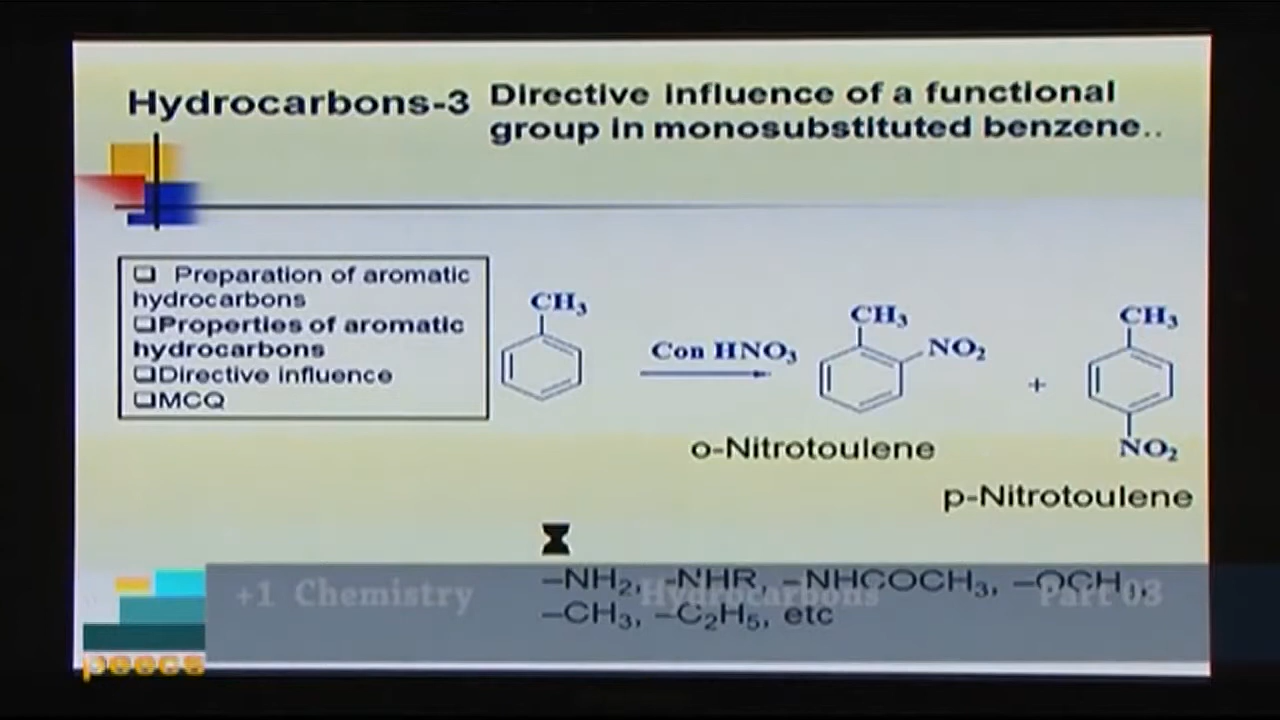 Hydrocarbons-3
Directive influence of a functional
group in monosubstituted benzene..
❑ Preparation of aromatic
hydrocarbons
❑Properties of aromatic
hydrocarbons
❑Directive influence
❑MCQ
CH₃
Con HNO₃
CH₃
NO₂
+
CH₃
NO₂
o-Nitrotoulene
p-Nitrotoulene
–NH₂, -NHR, –NHCOCH₃, –OCH₃,
–CH₃, –C₂H₅, etc
+1 Chemistry
Hydrocarbons
Part 03
peecs